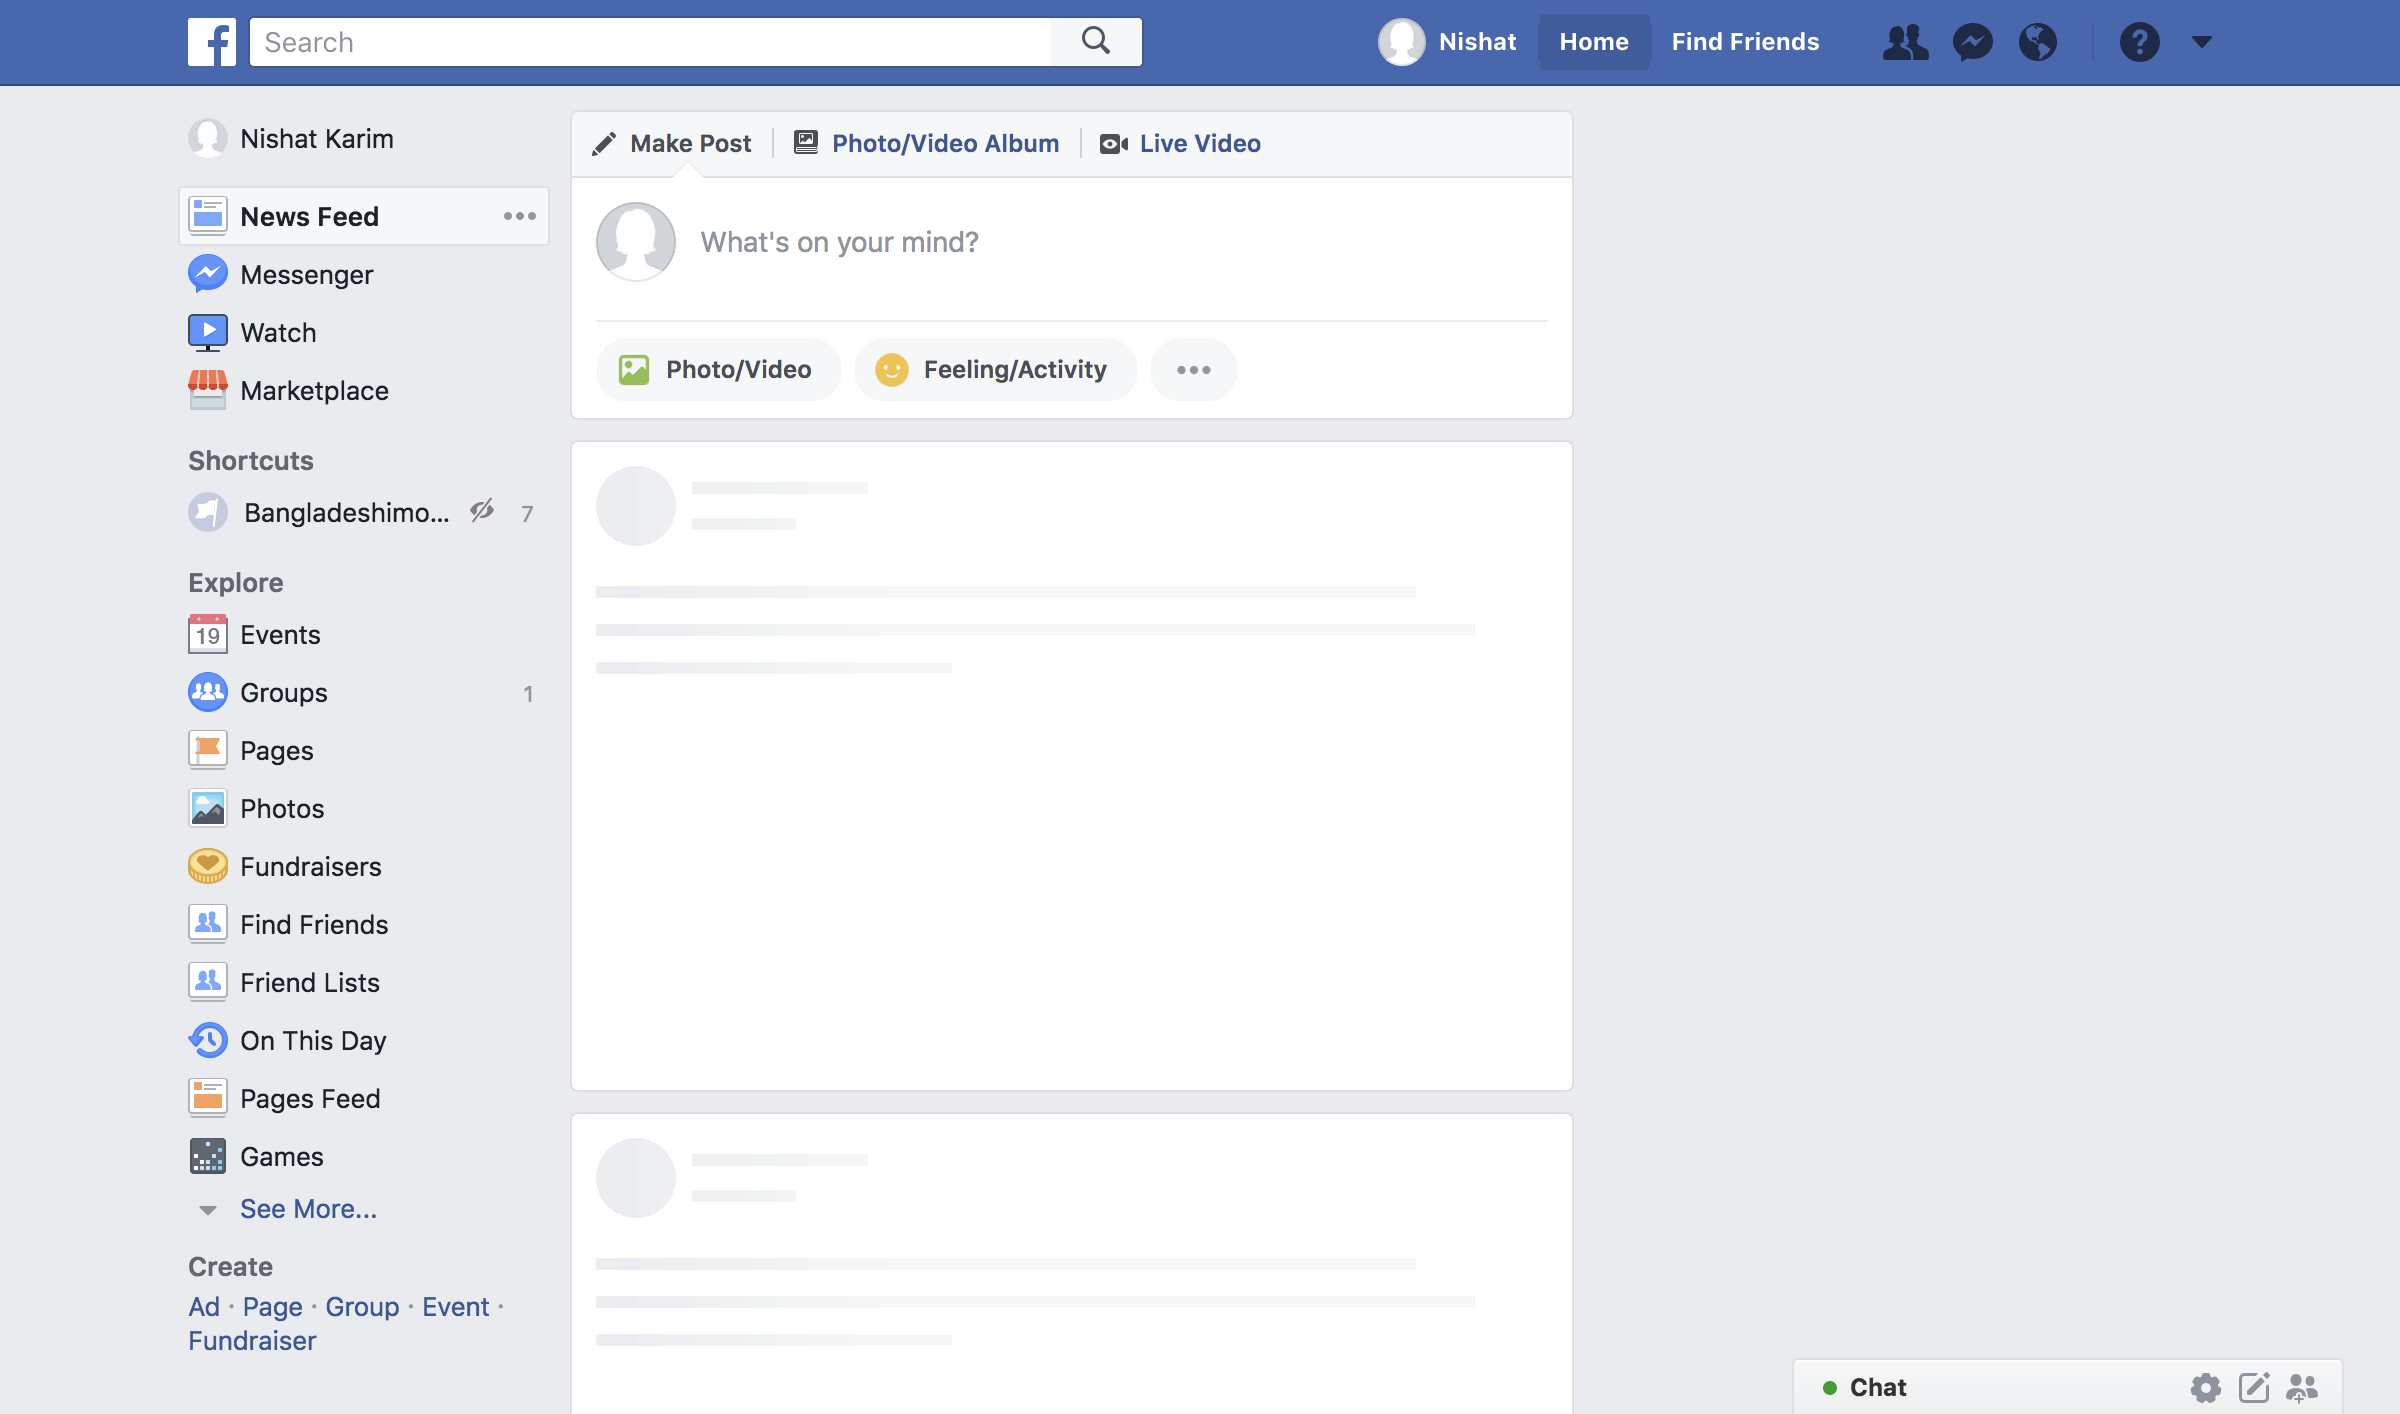 f
Search
Nishat
Home
Find Friends
?
Nishat Karim
News Feed
Messenger
Watch
Marketplace
Shortcuts
Bangladeshimo... 7
Explore
19 Events
Groups 1
Pages
Photos
Fundraisers
Find Friends
Friend Lists
On This Day
Pages Feed
Games
See More...
Create
Ad · Page · Group · Event ·
Fundraiser
Make Post
Photo/Video Album
Live Video
What's on your mind?
Photo/Video
Feeling/Activity
Chat